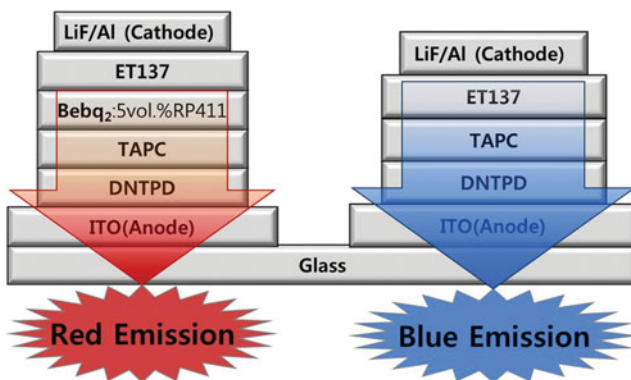 LiF/Al (Cathode)
ET137
Bebq₂:5vol.%RP411
TAPC
DNTPD
ITO(Anode)
LiF/Al (Cathode)
ET137
TAPC
DNTPD
ITO(Anode)
Glass
Red Emission
Blue Emission